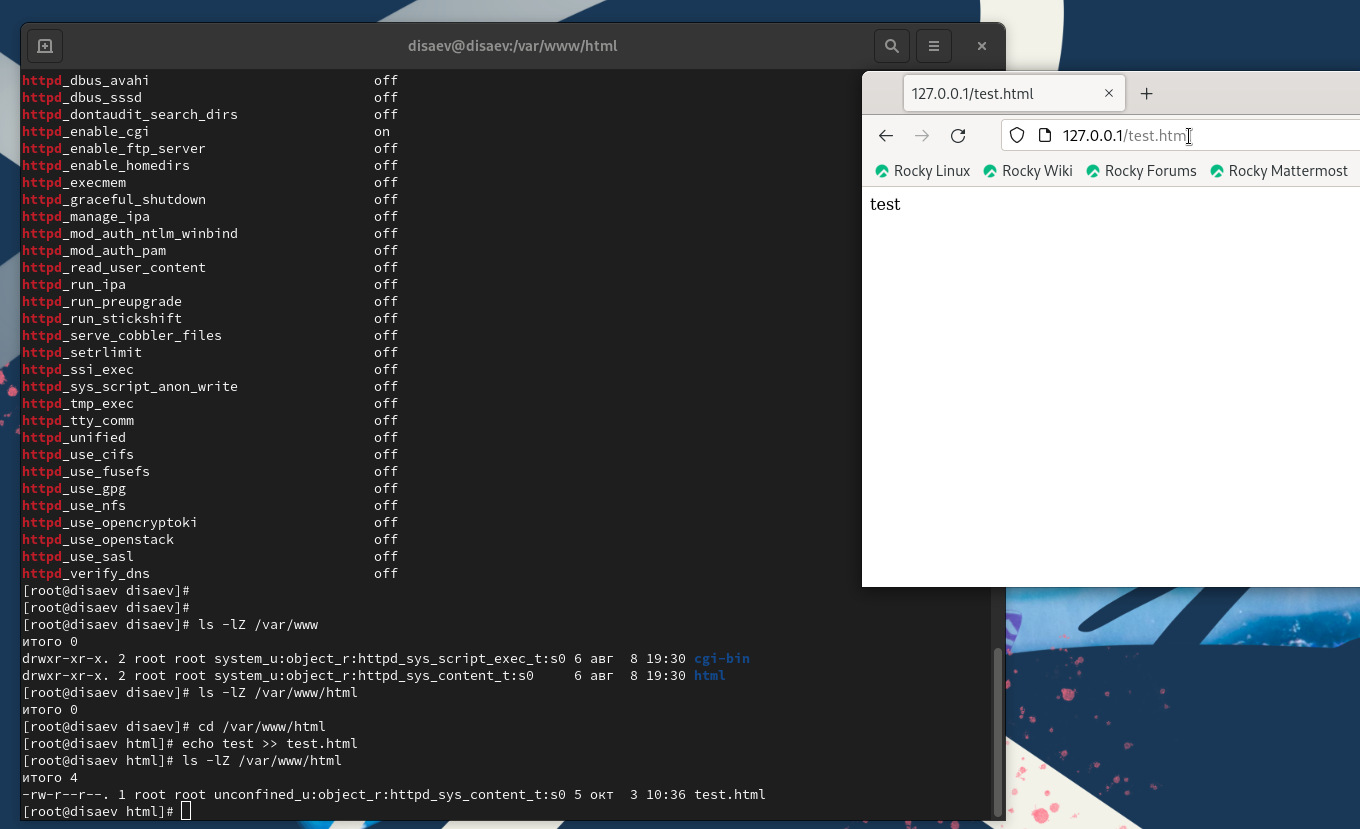 disaev@disaev:/var/www/html
httpd_dbus_avahi off
httpd_dbus_sssd off
httpd_dontaudit_search_dirs off
httpd_enable_cgi on
httpd_enable_ftp_server off
httpd_enable_homedirs off
httpd_execmem off
httpd_graceful_shutdown off
httpd_manage_ipa off
httpd_mod_auth_ntlm_winbind off
httpd_mod_auth_pam off
httpd_read_user_content off
httpd_run_ipa off
httpd_run_preupgrade off
httpd_run_stickshift off
httpd_serve_cobbler_files off
httpd_setrlimit off
httpd_ssi_exec off
httpd_sys_script_anon_write off
httpd_tmp_exec off
httpd_tty_comm off
httpd_unified off
httpd_use_cifs off
httpd_use_fusefs off
httpd_use_gpg off
httpd_use_nfs off
httpd_use_opencryptoki off
httpd_use_openstack off
httpd_use_sasl off
httpd_verify_dns off
[root@disaev disaev]#
[root@disaev disaev]#
[root@disaev disaev]# ls -lZ /var/www
итого 0
drwxr-xr-x. 2 root root system_u:object_r:httpd_sys_script_exec_t:s0 6 авг 8 19:30 cgi-bin
drwxr-xr-x. 2 root root system_u:object_r:httpd_sys_content_t:s0 6 авг 8 19:30 html
[root@disaev disaev]# ls -lZ /var/www/html
итого 0
[root@disaev disaev]# cd /var/www/html
[root@disaev html]# echo test >> test.html
[root@disaev html]# ls -lZ /var/www/html
итого 4
-rw-r--r--. 1 root root unconfined_u:object_r:httpd_sys_content_t:s0 5 окт 3 10:36 test.html
[root@disaev html]#
127.0.0.1/test.html
127.0.0.1/test.html
Rocky Linux Rocky Wiki Rocky Forums Rocky Mattermost
test